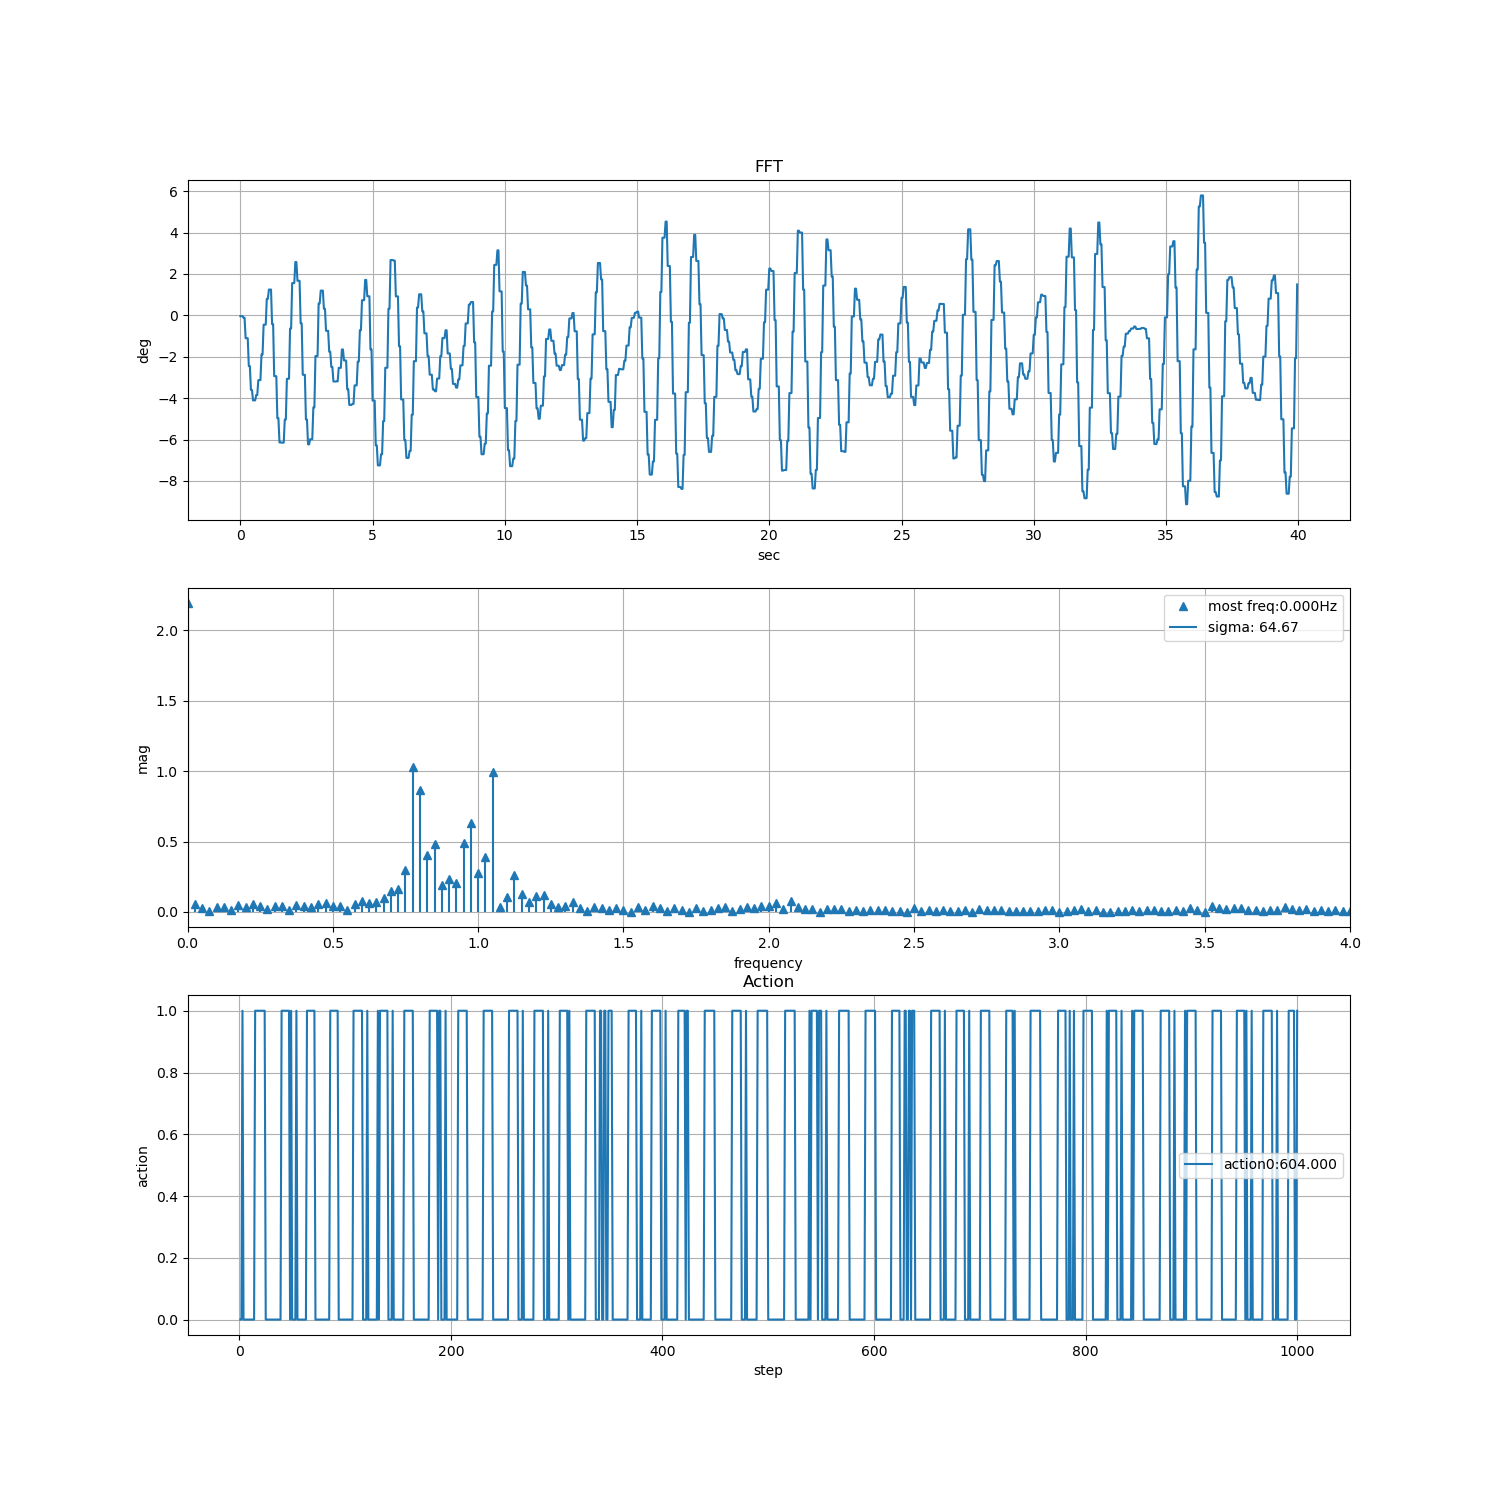 FFT
6
4
2
0
−2
−4
−6
−8
deg
0 5 10 15 20 25 30 35 40
sec
most freq:0.000Hz
sigma: 64.67
2.0
1.5
1.0
0.5
0.0
mag
0.0 0.5 1.0 1.5 2.0 2.5 3.0 3.5 4.0
frequency
Action
1.0
0.8
0.6
0.4
0.2
0.0
action
action0:604.000
0 200 400 600 800 1000
step